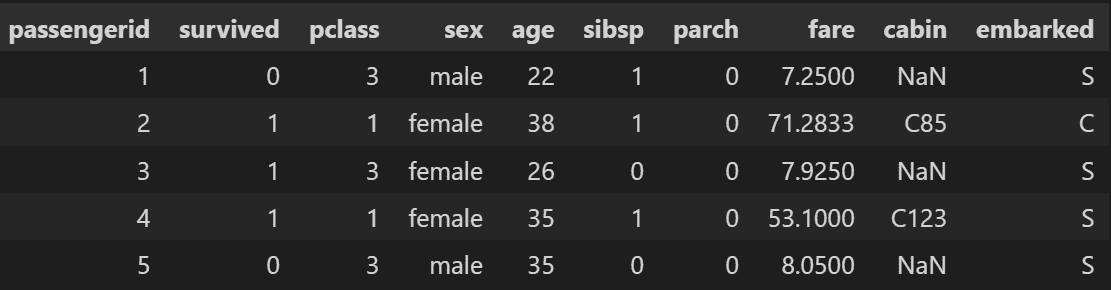 passengerid survived pclass sex age sibsp parch fare cabin embarked
1 0 3 male 22 1 0 7.2500 NaN S
2 1 1 female 38 1 0 71.2833 C85 C
3 1 3 female 26 0 0 7.9250 NaN S
4 1 1 female 35 1 0 53.1000 C123 S
5 0 3 male 35 0 0 8.0500 NaN S